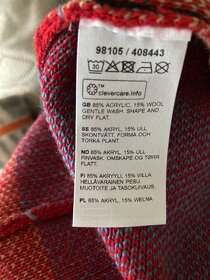 98105 / 408443
clevercare.info
GB 85% ACRYLIC, 15% WOOL
GENTLE WASH. SHAPE AND
DRY FLAT.
SE 85% AKRYL, 15% ULL
SKONTVÄTT. FORMA OCH
TORKA PLANT
NO 85% AKRYL, 15% ULL
FINVASK. OMSKAPE OG TØRR
FLATT.
FI 85% AKRYYLI, 15% VILLA
HELLÄVARAINEN PESU.
MUOTOITE JA TASOKUIVAUS.
PL 85% AKRYL, 15% WELNA